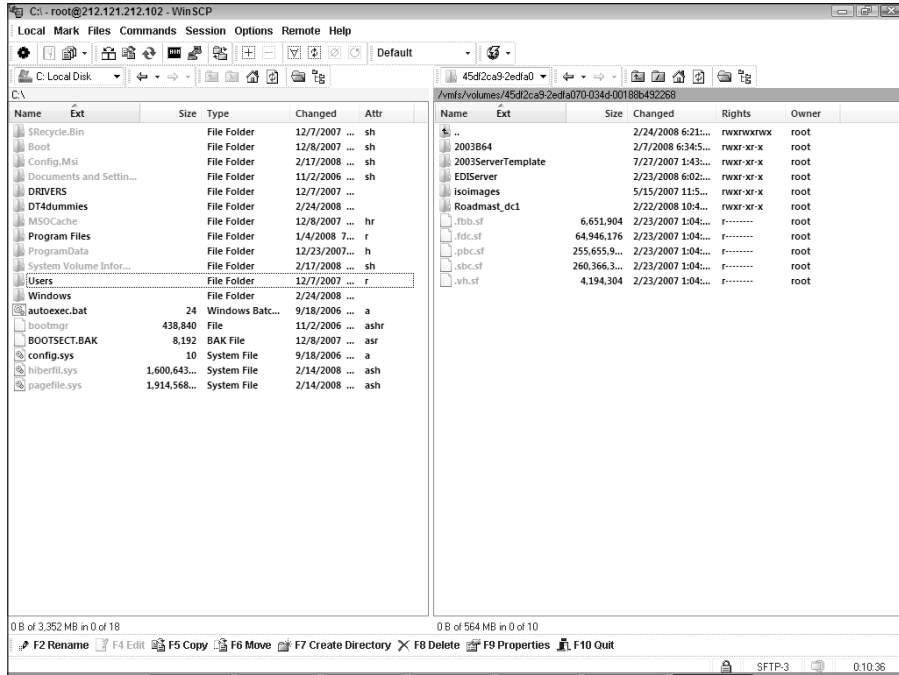 C:\ - root@212.121.212.102 - WinSCP
Local Mark Files Commands Session Options Remote Help
Default
C: Local Disk
45df2ca9-2edfa0
C:\
/vmfs/volumes/45df2ca9-2edfa070-034d-00188b492268
Name Ext Size Type Changed Attr
$Recycle.Bin File Folder 12/7/2007 ... sh
Boot File Folder 12/8/2007 ... sh
Config.Msi File Folder 2/17/2008 ... sh
Documents and Settin... File Folder 11/2/2006 ... sh
DRIVERS File Folder 12/7/2007 ...
DT4dummies File Folder 2/24/2008 ...
MSOCache File Folder 12/8/2007 ... hr
Program Files File Folder 1/4/2008 7... r
ProgramData File Folder 12/23/2007... h
System Volume Infor... File Folder 2/17/2008 ... sh
Users File Folder 12/7/2007 ... r
Windows File Folder 2/24/2008 ...
autoexec.bat 24 Windows Batc... 9/18/2006 ... a
bootmgr 438,840 File 11/2/2006 ... ashr
BOOTSECT.BAK 8,192 BAK File 12/8/2007 ... asr
config.sys 10 System File 9/18/2006 ... a
hiberfil.sys 1,600,643... System File 2/14/2008 ... ash
pagefile.sys 1,914,568... System File 2/14/2008 ... ash
Name Ext Size Changed Rights Owner
.. 2/24/2008 6:21:... rwxrwxrwx root
2003B64 2/7/2008 6:34:5... rwxr-xr-x root
2003ServerTemplate 7/27/2007 1:43:... rwxr-xr-x root
EDIServer 2/23/2008 6:02:... rwxr-xr-x root
isoimages 5/15/2007 11:5... rwxr-xr-x root
Roadmast_dc1 2/22/2008 10:4... rwxr-xr-x root
.fbb.sf 6,651,904 2/23/2007 1:04:... r-------- root
.fdc.sf 64,946,176 2/23/2007 1:04:... r-------- root
.pbc.sf 255,655,9... 2/23/2007 1:04:... r-------- root
.sbc.sf 260,366,3... 2/23/2007 1:04:... r-------- root
.vh.sf 4,194,304 2/23/2007 1:04:... r-------- root
0 B of 3,352 MB in 0 of 18
0 B of 564 MB in 0 of 10
F2 Rename F4 Edit F5 Copy F6 Move F7 Create Directory F8 Delete F9 Properties F10 Quit
SFTP-3 0:10:36